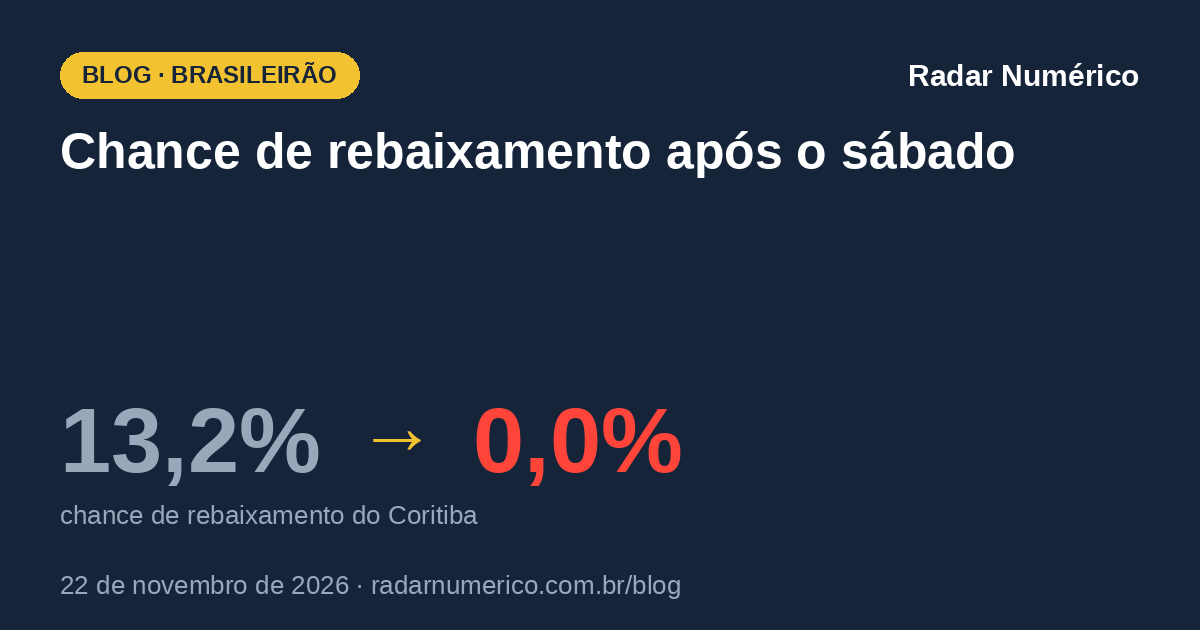 BLOG · BRASILEIRÃO
Radar Numérico
Chance de rebaixamento após o sábado
13,2% → 0,0%
chance de rebaixamento do Coritiba
22 de novembro de 2026 · radarnumerico.com.br/blog